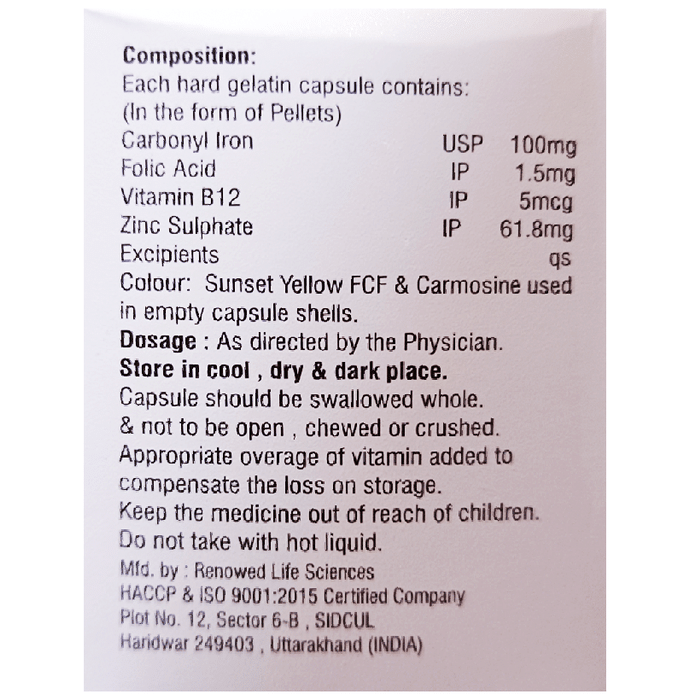 Composition:
Each hard gelatin capsule contains:
(In the form of Pellets)
Carbonyl Iron USP 100mg
Folic Acid IP 1.5mg
Vitamin B12 IP 5mcg
Zinc Sulphate IP 61.8mg
Excipients qs
Colour: Sunset Yellow FCF & Carmosine used
in empty capsule shells.
Dosage : As directed by the Physician.
Store in cool , dry & dark place.
Capsule should be swallowed whole.
& not to be open , chewed or crushed.
Appropriate overage of vitamin added to
compensate the loss on storage.
Keep the medicine out of reach of children.
Do not take with hot liquid.
Mfd. by : Renowed Life Sciences
HACCP & ISO 9001:2015 Certified Company
Plot No. 12, Sector 6-B , SIDCUL
Haridwar 249403 , Uttarakhand (INDIA)